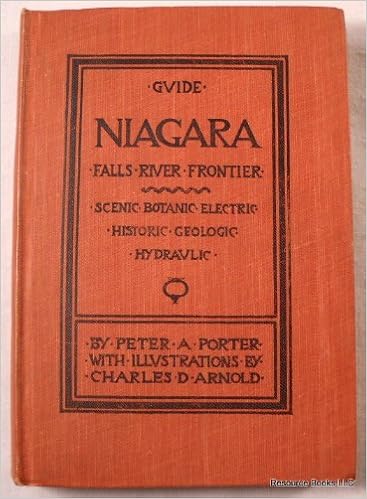 ·GVIDE·
NIAGARA
FALLS·RIVER·FRONTIER·
·SCENIC·BOTANIC·ELECTRIC·
·HISTORIC·GEOLOGIC·
·HYDRAVLIC·
·BY·PETER·A·PORTER·
·WITH·ILLVSTRATIONS·BY·
·CHARLES·D·ARNOLD·
Resource Books LLC